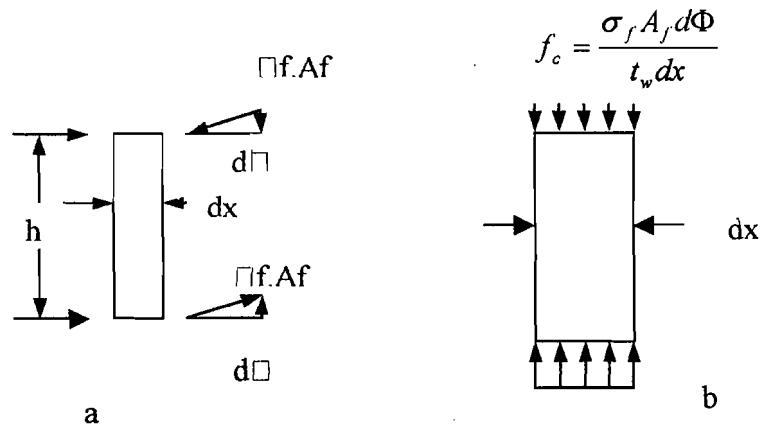 □f.Af
d□
h
dx
□f.Af
d□
a
f_c = σ_f A_f dΦ / t_w dx
dx
b